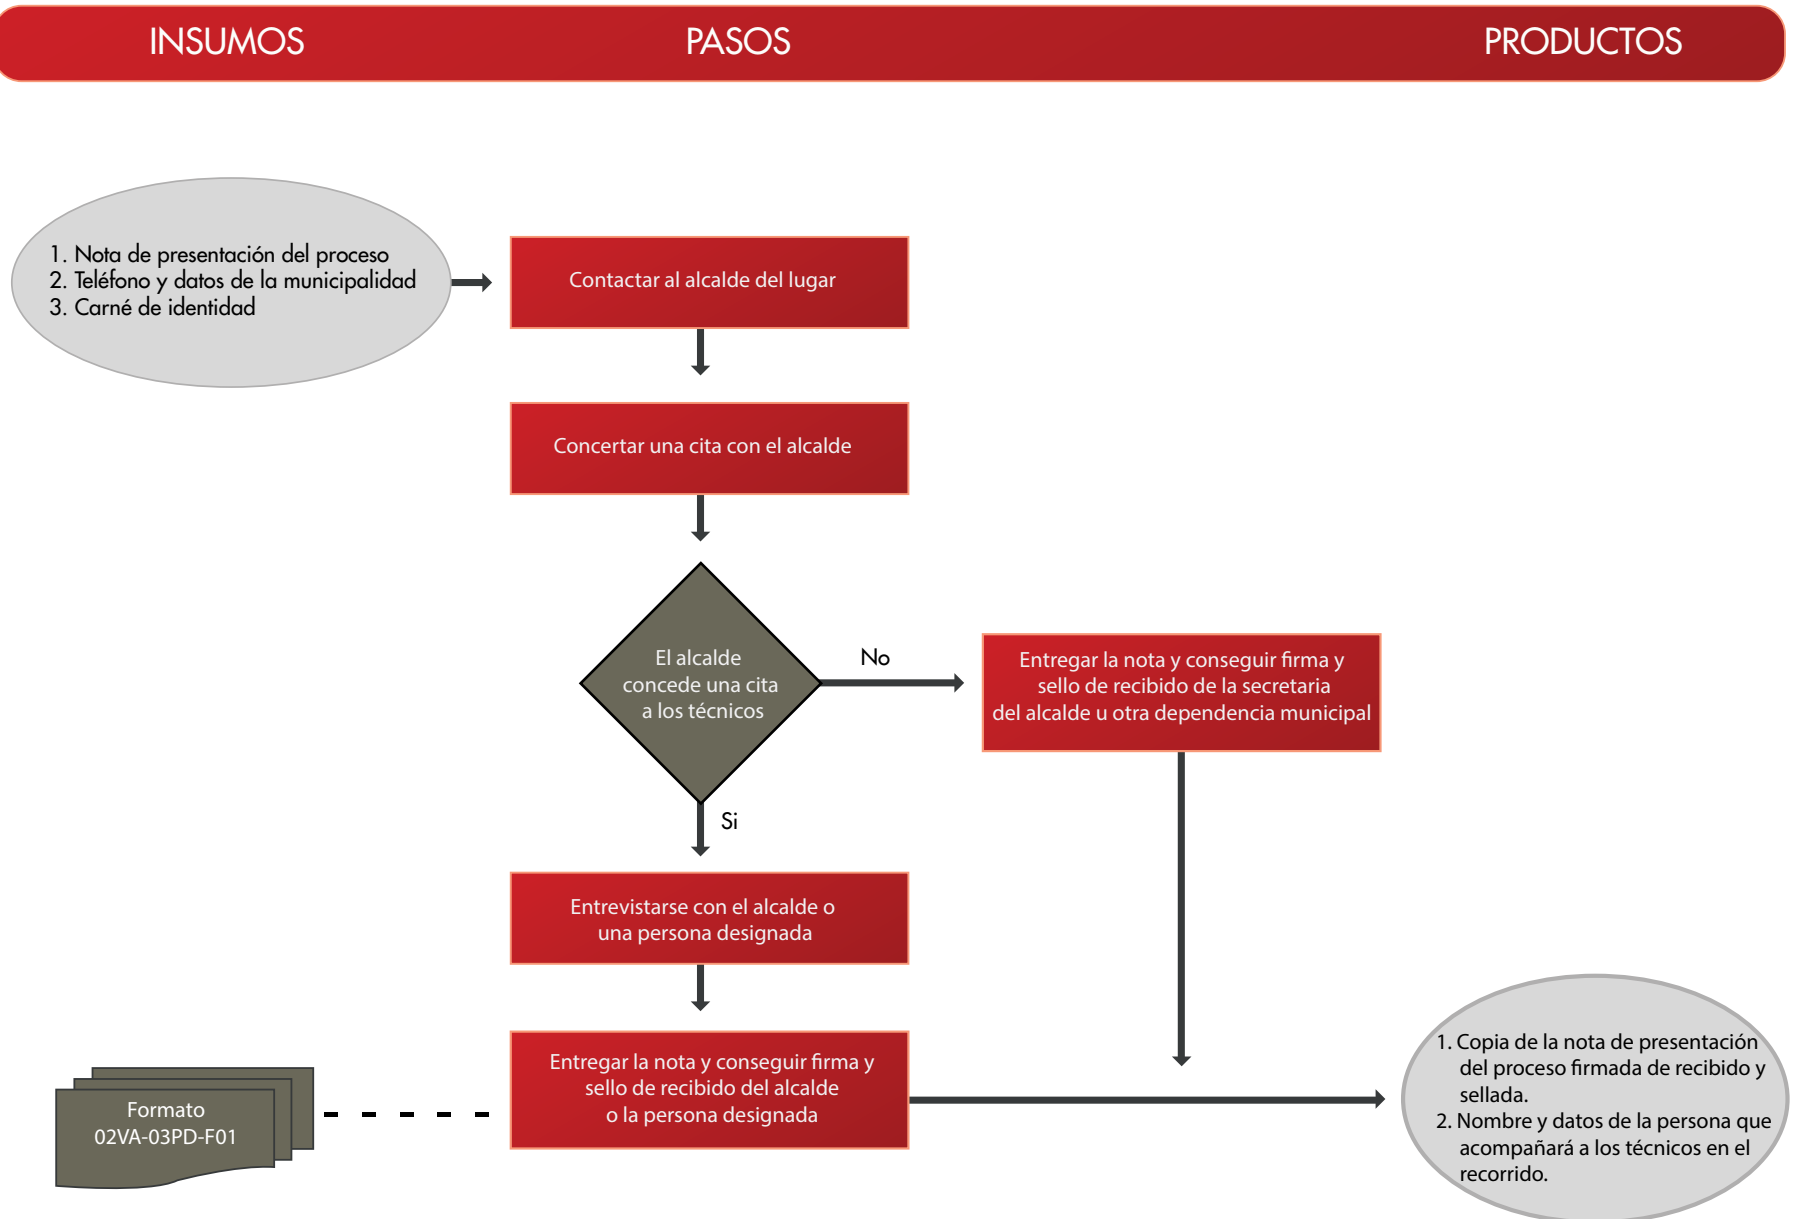 INSUMOS
PASOS
PRODUCTOS
1. Nota de presentación del proceso
2. Teléfono y datos de la municipalidad
3. Carné de identidad
Contactar al alcalde del lugar
Concertar una cita con el alcalde
El alcalde
concede una cita
a los técnicos
No
Entregar la nota y conseguir firma y
sello de recibido de la secretaria
del alcalde u otra dependencia municipal
Si
Entrevistarse con el alcalde o
una persona designada
Entregar la nota y conseguir firma y
sello de recibido del alcalde
o la persona designada
Formato
02VA-03PD-F01
1. Copia de la nota de presentación
del proceso firmada de recibido y
sellada.
2. Nombre y datos de la persona que
acompañará a los técnicos en el
recorrido.